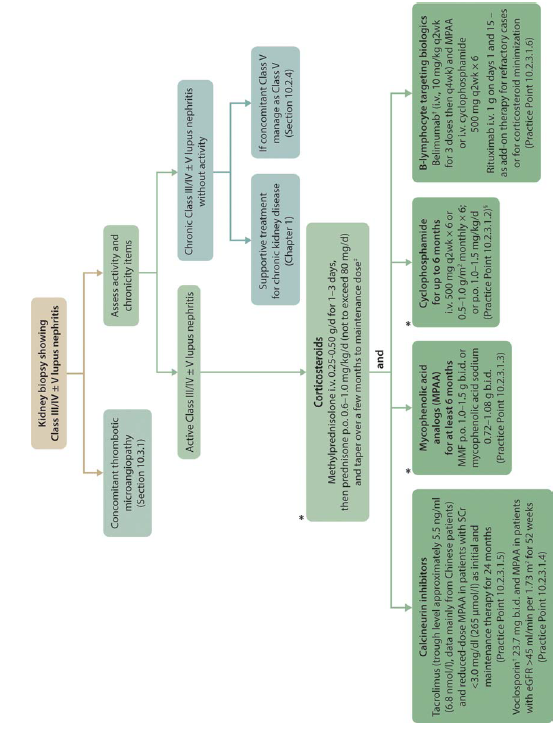 Kidney biopsy showing
Class III/IV ± V lupus nephritis
Concomitant thrombotic
microangiopathy
(Section 10.3.1)
Assess activity and
chronicity items
Active Class III/IV ± V lupus nephritis
Chronic Class III/IV ± V lupus nephritis
without activity
Supportive treatment
for chronic kidney disease
(Chapter 1)
If concomitant Class V
manage as Class V
(Section 10.2.4)
*
Corticosteroids
Methylprednisolone i.v. 0.25–0.50 g/d for 1–3 days,
then prednisone p.o. 0.6–1.0 mg/kg/d (not to exceed 80 mg/d)
and taper over a few months to maintenance dose†
and
Calcineurin inhibitors
Tacrolimus (trough level approximately 5.5 ng/ml
(6.8 nmol/l), data mainly from Chinese patients)
and reduced-dose MPAA in patients with SCr
<3.0 mg/dl (265 μmol/l) as initial and
maintenance therapy for 24 months
(Practice Point 10.2.3.1.5)
Voclosporin† 23.7 mg b.i.d. and MPAA in patients
with eGFR >45 ml/min per 1.73 m² for 52 weeks
(Practice Point 10.2.3.1.4)
*
Mycophenolic acid
analogs (MPAA)
for at least 6 months
MMF p.o. 1.0–1.5 g b.i.d. or
mycophenolic acid sodium
0.72–1.08 g b.i.d.
(Practice Point 10.2.3.1.3)
*
Cyclophosphamide
for up to 6 months
i.v. 500 mg q2wk × 6 or
0.5–1.0 g/m² monthly × 6;
or p.o. 1.0–1.5 mg/kg/d
(Practice Point 10.2.3.1.2)§
B-lymphocyte targeting biologics
Belimumab† (i.v., 10 mg/kg q2wk
for 3 doses then q4wk) and MPAA
or i.v. cyclophosphamide
500 mg q2wk × 6
Rituximab i.v. 1 g on days 1 and 15 –
as add-on therapy for refractory cases
or for corticosteroid minimization
(Practice Point 10.2.3.1.6)